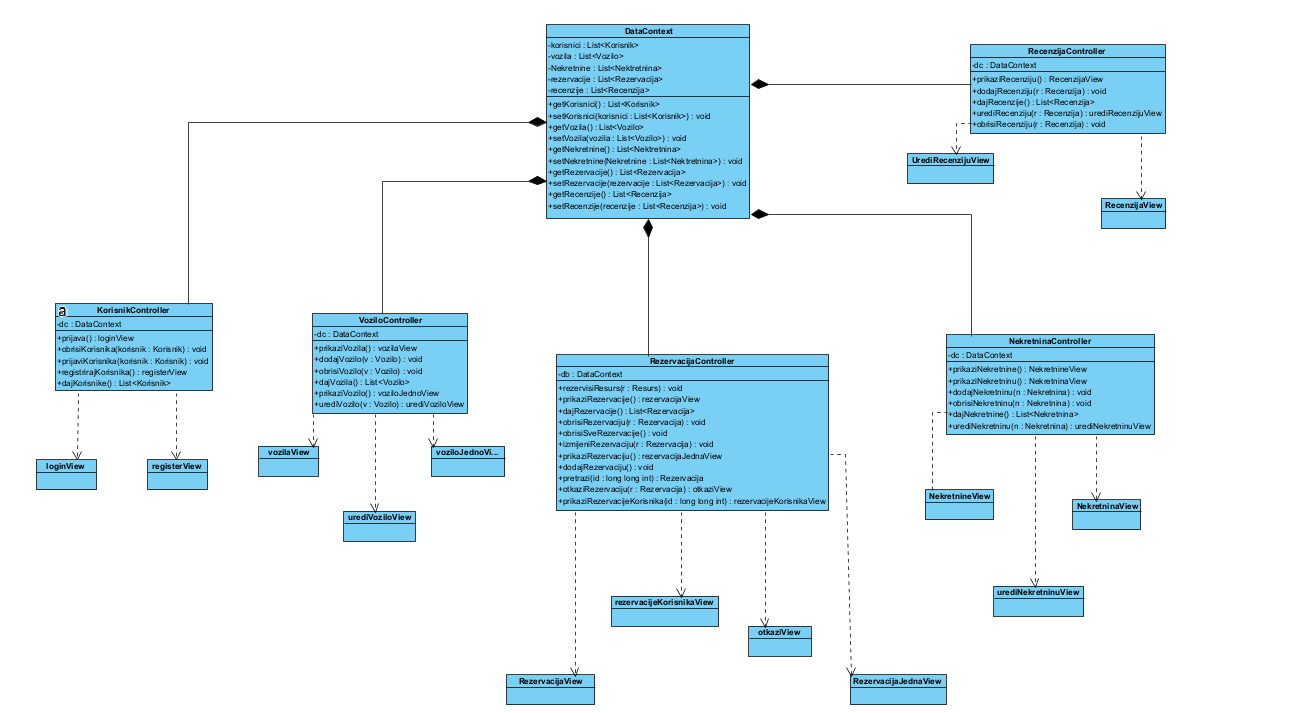 DataContext
-korisnici : List<Korisnik>
-vozila : List<Vozilo>
-Nekretnine : List<Nektretnina>
-rezervacije : List<Rezervacija>
-recenzije : List<Recenzija>
+getKorisnici() : List<Korisnik>
+setKorisnici(korisnici : List<Korisnik>) : void
+getVozila() : List<Vozilo>
+setVozila(vozila : List<Vozilo>) : void
+getNekretnine() : List<Nektretnina>
+setNekretnine(Nekretnine : List<Nektretnina>) : void
+getRezervacije() : List<Rezervacija>
+setRezervacije(rezervacije : List<Rezervacija>) : void
+getRecenzije() : List<Recenzija>
+setRecenzije(recenzije : List<Recenzija>) : void
RecenzijaController
-dc : DataContext
+prikaziRecenziju() : RecenzijaView
+dodajRecenziju(r : Recenzija) : void
+dajRecenzije() : List<Recenzija>
+urediRecenziju(r : Recenzija) : urediRecenzijuView
+obrisiRecenziju(r : Recenzija) : void
UrediRecenzijuView
RecenzijaView
a
KorisnikController
-dc : DataContext
+prijava() : loginView
+obrisiKorisnika(korisnik : Korisnik) : void
+prijaviKorisnika(korisnik : Korisnik) : void
+registrirajKorisnika() : registerView
+dajKorisnike() : List<Korisnik>
loginView
registerView
VoziloController
-dc : DataContext
+prikaziVozila() : vozilaView
+dodajVozilo(v : Vozilo) : void
+obrisiVozilo(v : Vozilo) : void
+dajVozila() : List<Vozilo>
+prikaziVozilo() : voziloJednoView
+urediVozilo(v : Vozilo) : urediVoziloView
vozilaView
voziloJednoVi...
urediVoziloView
RezervacijaController
-db : DataContext
+rezervisiResurs(r : Resurs) : void
+prikaziRezervacije() : rezervacijaView
+dajRezervacije() : List<Rezervacija>
+obrisiRezervaciju(r : Rezervacija) : void
+obrisiSveRezervacije() : void
+izmijeniRezervaciju(r : Rezervacija) : void
+prikaziRezervaciju() : rezervacijaJednaView
+dodajRezervaciju() : void
+pretrazi(id : long long int) : Rezervacija
+otkaziRezervaciju(r : Rezervacija) : otkaziView
+prikaziRezervacijeKorisnika(id : long long int) : rezervacijeKorisnikaView
rezervacijeKorisnikaView
otkaziView
RezervacijaView
RezervacijaJednaView
NekretninaController
-dc : DataContext
+prikaziNekretnine() : NekretnineView
+prikaziNekretninu() : NekretninaView
+dodajNekretninu(n : Nekretnina) : void
+obrisiNekretninu(n : Nekretnina) : void
+dajNekretnine() : List<Nekretnina>
+urediNekretninu(n : Nekretnina) : urediNekretninuView
NekretnineView
NekretninaView
urediNekretninuView